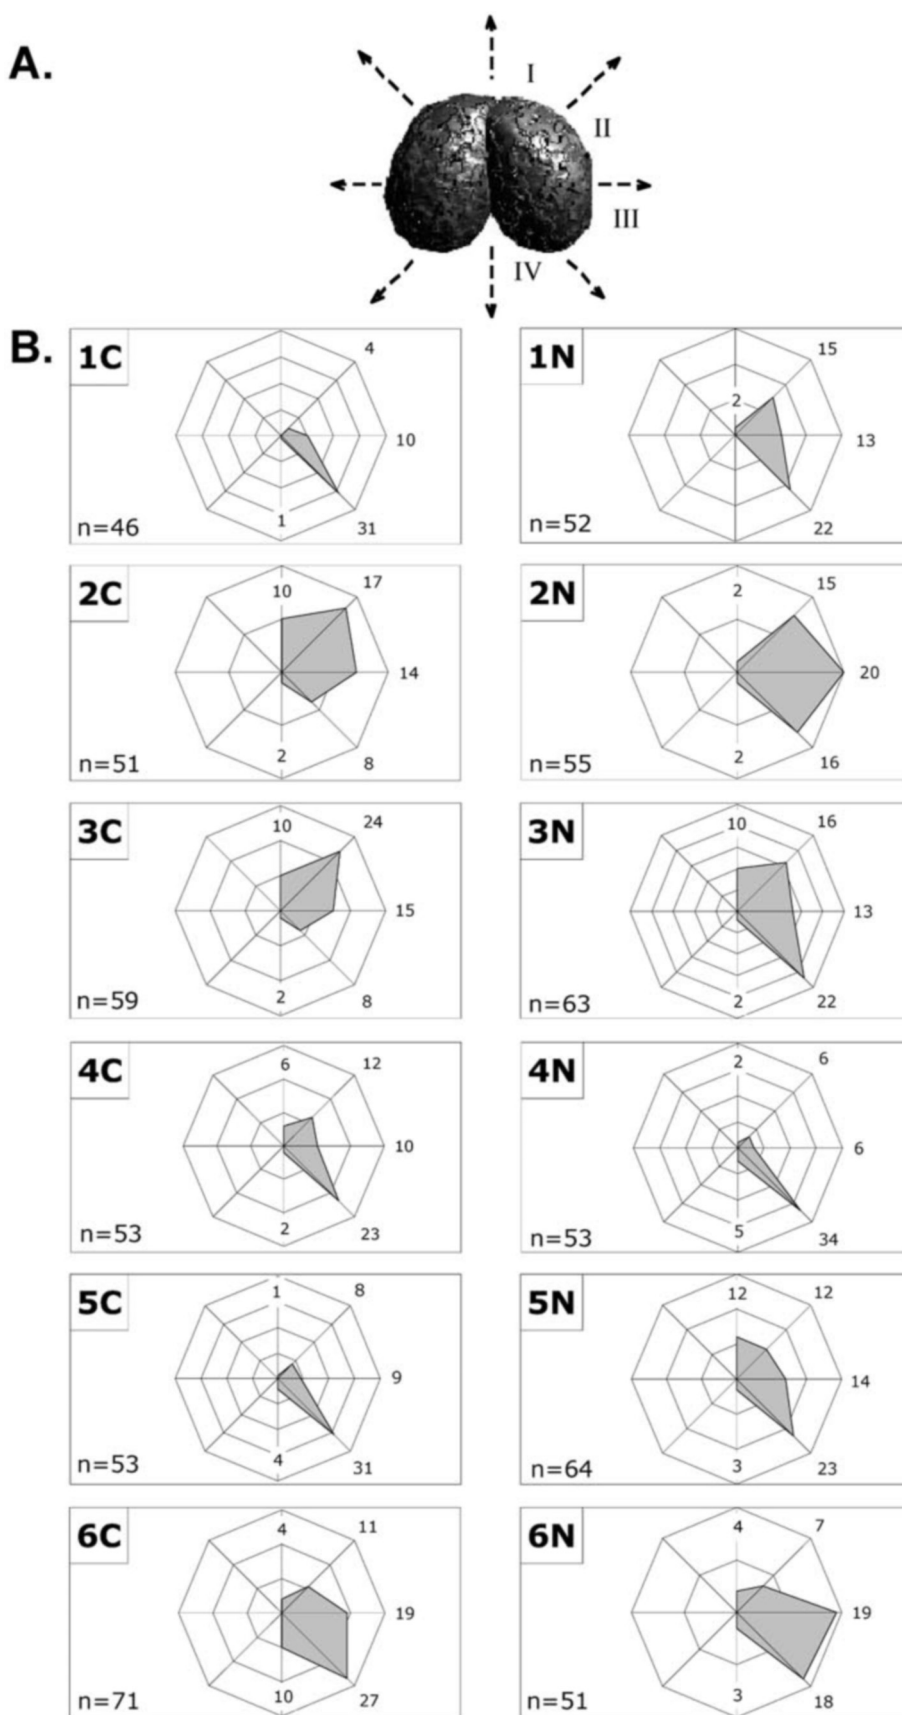 A.
I
II
III
IV
B.
1C
4
10
1
31
n=46
1N
15
2
13
22
n=52
2C
17
10
14
2
8
n=51
2N
15
2
20
2
16
n=55
3C
24
10
15
2
8
n=59
3N
16
10
13
2
22
n=63
4C
6
12
10
2
23
n=53
4N
2
6
6
5
34
n=53
5C
1
8
9
4
31
n=53
5N
12
12
14
3
23
n=64
6C
4
11
19
10
27
n=71
6N
4
7
19
3
18
n=51